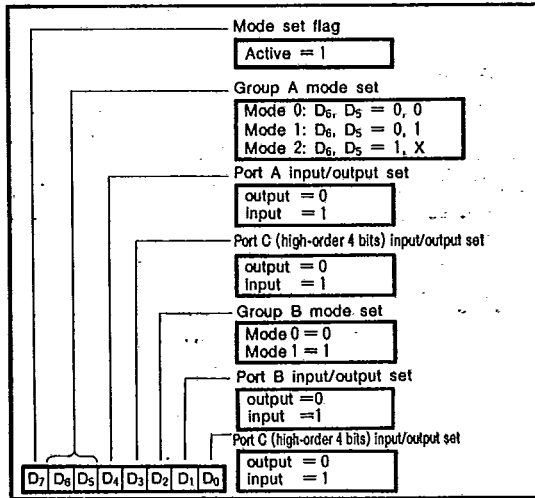 Mode set flag
Active = 1
Group A mode set
Mode 0: D₆, D₅ = 0, 0
Mode 1: D₆, D₅ = 0, 1
Mode 2: D₆, D₅ = 1, X
Port A input/output set
output = 0
input = 1
Port C (high-order 4 bits) input/output set
output = 0
input = 1
Group B mode set
Mode 0 = 0
Mode 1 = 1
Port B input/output set
output =0
input =1
Port C (high-order 4 bits) input/output set
output = 0
input = 1
D₇ D₆ D₅ D₄ D₃ D₂ D₁ D₀